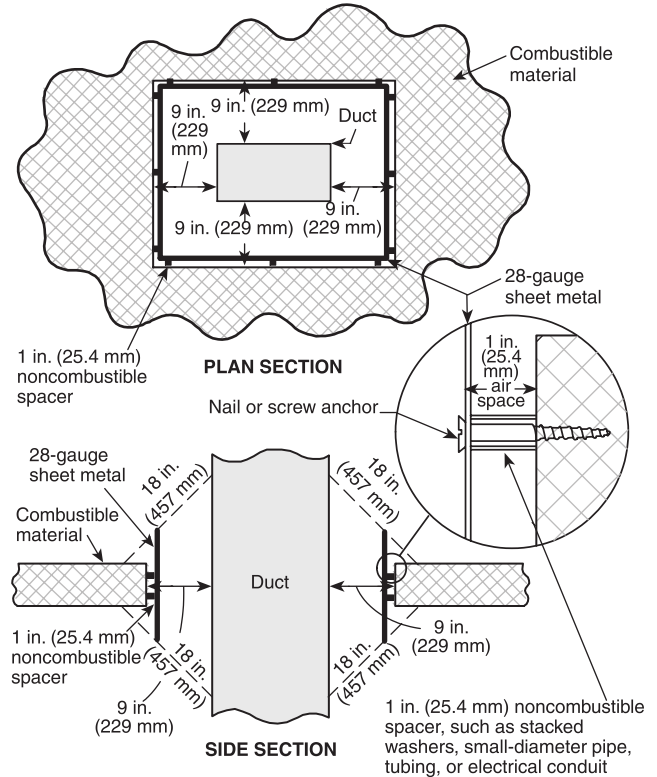 Combustible
material
9 in.
(229
mm)
9 in. (229 mm)
Duct
9 in. (229 mm)
9 in.
(229 mm)
28-gauge
sheet metal
1 in. (25.4 mm)
noncombustible
spacer
PLAN SECTION
1 in.
(25.4
mm)
air
space
Nail or screw anchor
28-gauge
sheet metal
Combustible
material
18 in.
(457 mm)
18 in.
(457 mm)
Duct
1 in. (25.4 mm)
noncombustible
spacer
18 in.
(457 mm)
18 in.
(457 mm)
9 in.
(229 mm)
9 in.
(229 mm)
SIDE SECTION
1 in. (25.4 mm) noncombustible
spacer, such as stacked
washers, small-diameter pipe,
tubing, or electrical conduit